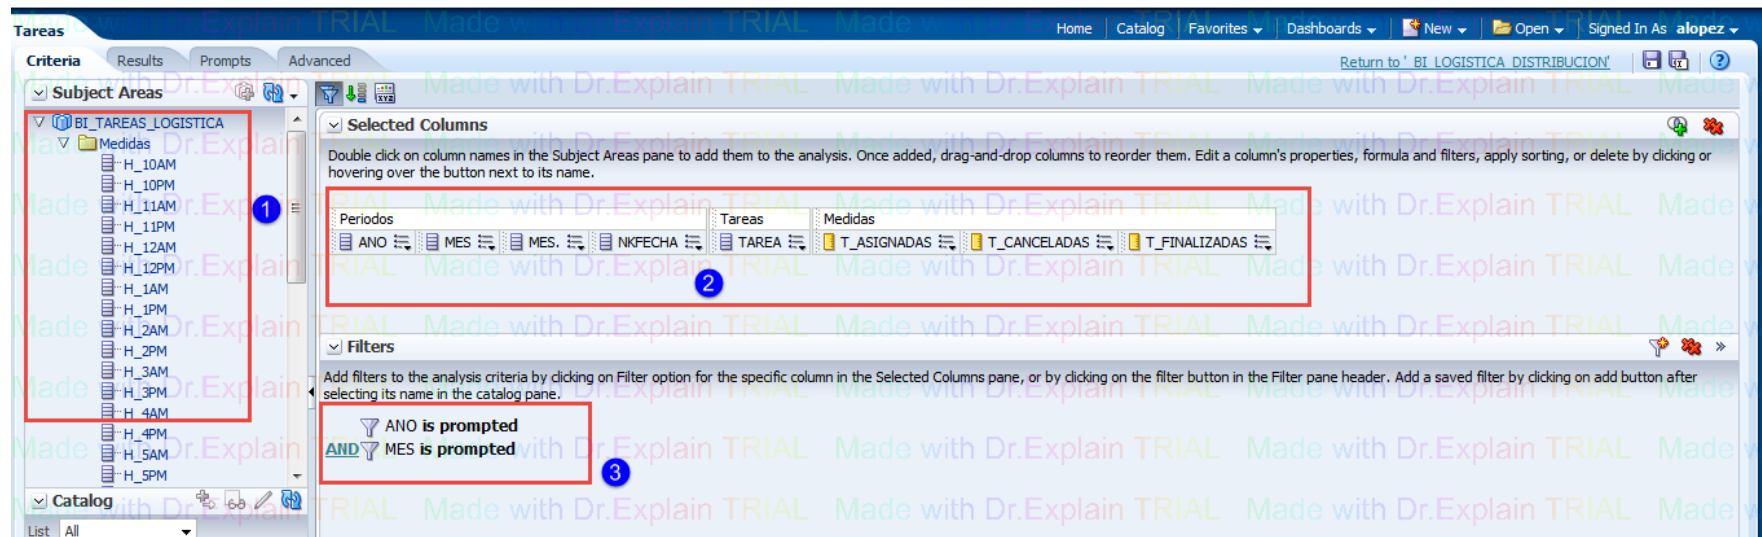 Tareas
Home Catalog Favorites Dashboards New Open Signed In As alopez
Criteria Results Prompts Advanced
Return to ' BI_LOGISTICA_DISTRIBUCION'
Subject Areas
BI_TAREAS_LOGISTICA
Medidas
H_10AM
H_10PM
H_11AM
H_11PM
H_12AM
H_12PM
H_1AM
H_1PM
H_2AM
H_2PM
H_3AM
H_3PM
H_4AM
H_4PM
H_5AM
H_5PM
1
Catalog
List All
Selected Columns
Double click on column names in the Subject Areas pane to add them to the analysis. Once added, drag-and-drop columns to reorder them. Edit a column's properties, formula and filters, apply sorting, or delete by clicking or
hovering over the button next to its name.
Periodos Tareas Medidas
ANO MES MES. NKFECHA TAREA T_ASIGNADAS T_CANCELADAS T_FINALIZADAS
2
Filters
Add filters to the analysis criteria by clicking on Filter option for the specific column in the Selected Columns pane, or by clicking on the filter button in the Filter pane header. Add a saved filter by clicking on add button after
selecting its name in the catalog pane.
ANO is prompted
AND MES is prompted
3
Made with Dr.Explain TRIAL